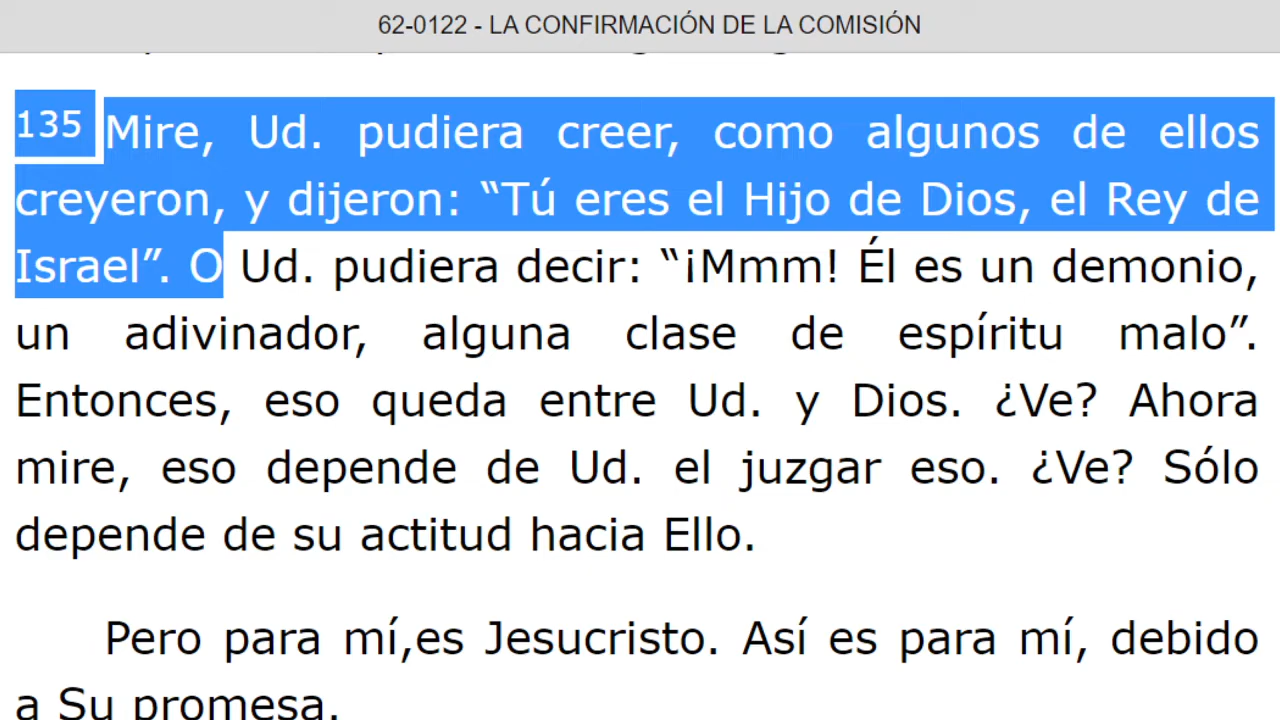 62-0122 - LA CONFIRMACIÓN DE LA COMISIÓN
135 Mire, Ud. pudiera creer, como algunos de ellos
creyeron, y dijeron: “Tú eres el Hijo de Dios, el Rey de
Israel”. O Ud. pudiera decir: “¡Mmm! Él es un demonio,
un adivinador, alguna clase de espíritu malo”.
Entonces, eso queda entre Ud. y Dios. ¿Ve? Ahora
mire, eso depende de Ud. el juzgar eso. ¿Ve? Sólo
depende de su actitud hacia Ello.
Pero para mí,es Jesucristo. Así es para mí, debido
a Su promesa.